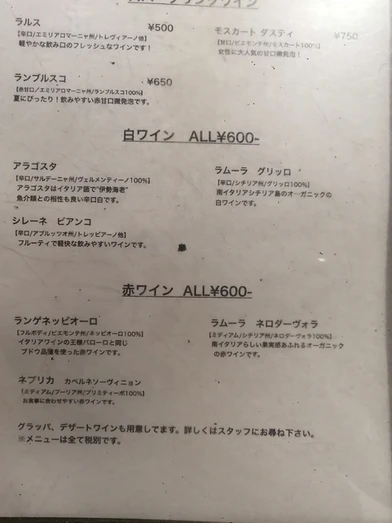 スパークリングワイン
ラルス ¥500
【辛口/エミリアロマーニャ州/トレヴィアーノ他】
軽やかな飲み口のフレッシュなワインです！
モスカート ダスティ ¥750
【甘口/ピエモンテ州/モスカート100%】
女性に大人気の甘口微発泡！
ランブルスコ ¥650
【赤甘口/エミリアロマーニャ州/ランブルスコ100%】
夏にぴったり！飲みやすい赤甘口微発泡です。
白ワイン ALL¥600-
アラゴスタ
【辛口/サルデーニャ州/ヴェルメンティーノ100%】
アラゴスタはイタリア語で"伊勢海老"
魚介類との相性も良い辛口白です。
ラムーラ グリッロ
【辛口/シチリア州/グリッロ100%】
南イタリアシチリア島のオーガニックの
白ワインです。
シレーネ ビアンコ
【辛口/アブルッツオ州/トレッビアーノ他】
フルーティで軽快な飲みやすいワインです。
赤ワイン ALL¥600-
ランゲネッビオーロ
【フルボディ/ピエモンテ州/ネッビオーロ100%】
イタリアワインの王様バローロと同じ
ブドウ品種を使った赤ワインです。
ラムーラ ネロダーヴォラ
【ミディアム/シチリア州/ネロダーヴォラ100%】
南イタリアらしい果実感あふれるオーガニック
の赤ワインです。
ネプリカ カベルネソーヴィニョン
【ミディアム/プーリア州/プリミティーボ100%】
お食事に合わせやすい赤ワインです。
グラッパ、デザートワインも用意してます。詳しくはスタッフにお尋ね下さい。
※メニューは全て税別です。